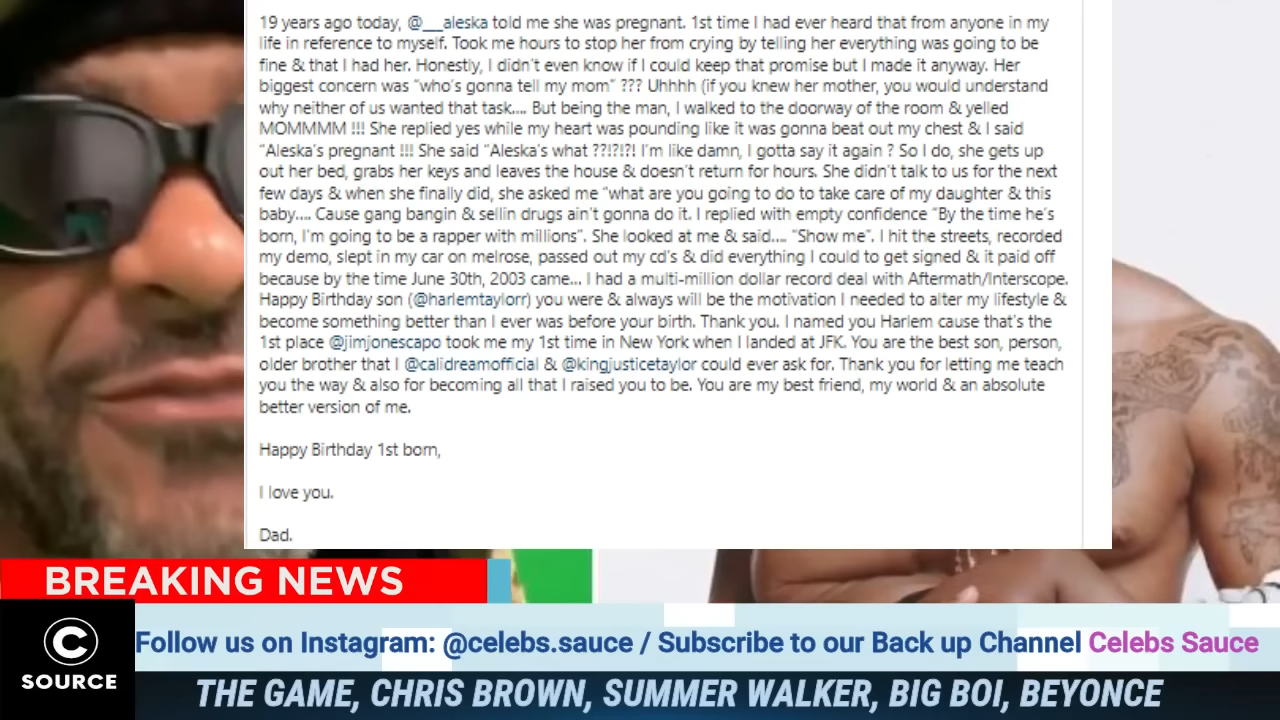 19 years ago today, @___aleska told me she was pregnant. 1st time I had ever heard that from anyone in my
life in reference to myself. Took me hours to stop her from crying by telling her everything was going to be
fine & that I had her. Honestly, I didn't even know if I could keep that promise but I made it anyway. Her
biggest concern was "who's gonna tell my mom" ??? Uhhhh (if you knew her mother, you would understand
why neither of us wanted that task.... But being the man, I walked to the doorway of the room & yelled
MOMMMM !!! She replied yes while my heart was pounding like it was gonna beat out my chest & I said
"Aleska's pregnant !!! She said "Aleska's what ??!?!?! I'm like damn, I gotta say it again ? So I do, she gets up
out her bed, grabs her keys and leaves the house & doesn't return for hours. She didn't talk to us for the next
few days & when she finally did, she asked me "what are you going to do to take care of my daughter & this
baby.... Cause gang bangin & sellin drugs ain't gonna do it. I replied with empty confidence "By the time he's
born, I'm going to be a rapper with millions". She looked at me & said.... "Show me". I hit the streets, recorded
my demo, slept in my car on melrose, passed out my cd's & did everything I could to get signed & it paid off
because by the time June 30th, 2003 came... I had a multi-million dollar record deal with Aftermath/Interscope.
Happy Birthday son (@harlemtaylorr) you were & always will be the motivation I needed to alter my lifestyle &
become something better than I ever was before your birth. Thank you. I named you Harlem cause that's the
1st place @jimjonescapo took me my 1st time in New York when I landed at JFK. You are the best son, person,
older brother that I @calidreamofficial & @kingjusticetaylor could ever ask for. Thank you for letting me teach
you the way & also for becoming all that I raised you to be. You are my best friend, my world & an absolute
better version of me.
Happy Birthday 1st born,
I love you.
Dad.
BREAKING NEWS
C
SOURCE
Follow us on Instagram: @celebs.sauce / Subscribe to our Back up Channel Celebs Sauce
THE GAME, CHRIS BROWN, SUMMER WALKER, BIG BOI, BEYONCE